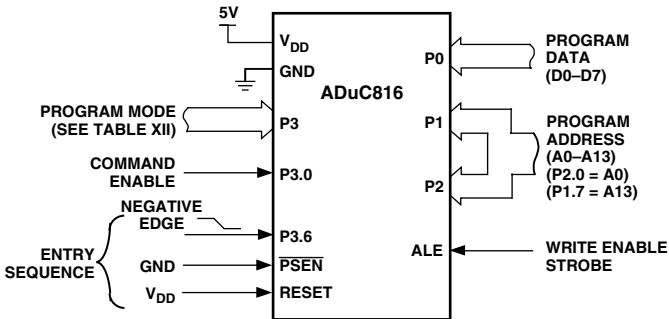 5V
V_DD
GND
ADuC816
P0
PROGRAM
DATA
(D0–D7)
PROGRAM MODE
(SEE TABLE XII)
P3
P1
PROGRAM
ADDRESS
(A0–A13)
(P2.0 = A0)
(P1.7 = A13)
COMMAND
ENABLE
P3.0
P2
NEGATIVE
EDGE
P3.6
ENTRY
SEQUENCE
GND
PSEN
V_DD
RESET
ALE
WRITE ENABLE
STROBE